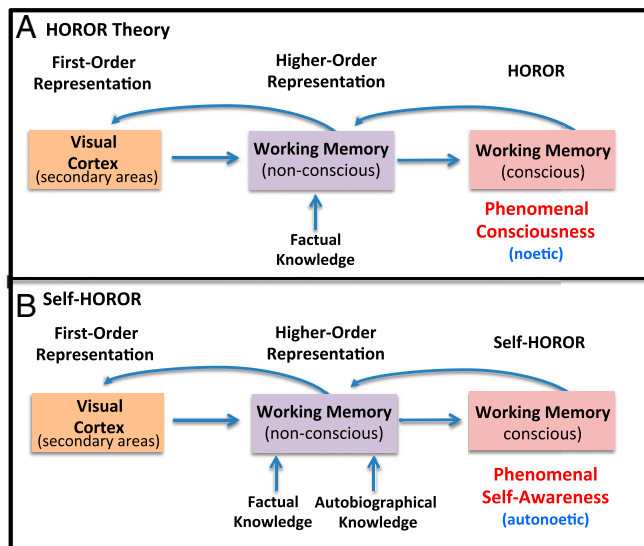 A
HOROR Theory
First-Order
Representation
Higher-Order
Representation
HOROR
Visual
Cortex
(secondary areas)
Working Memory
(non-conscious)
Working Memory
(conscious)
Factual
Knowledge
Phenomenal
Consciousness
(noetic)
B
Self-HOROR
First-Order
Representation
Higher-Order
Representation
Self-HOROR
Visual
Cortex
(secondary areas)
Working Memory
(non-conscious)
Working Memory
conscious)
Factual
Knowledge
Autobiographical
Knowledge
Phenomenal
Self-Awareness
(autonoetic)